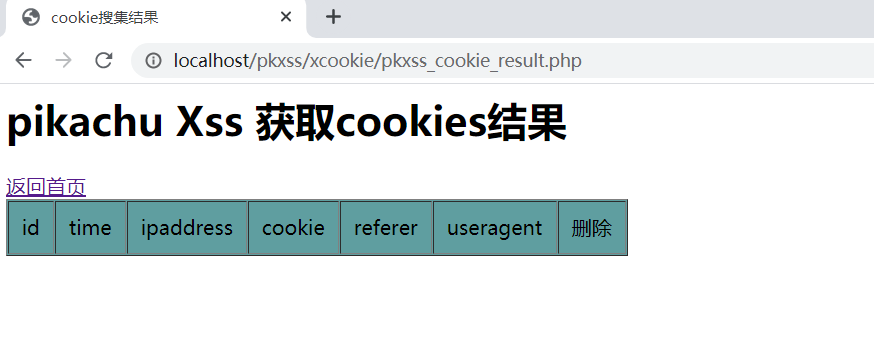 cookie搜集结果
localhost/pkxss/xcookie/pkxss_cookie_result.php
pikachu Xss 获取cookies结果
返回首页
id time ipaddress cookie referer useragent 删除